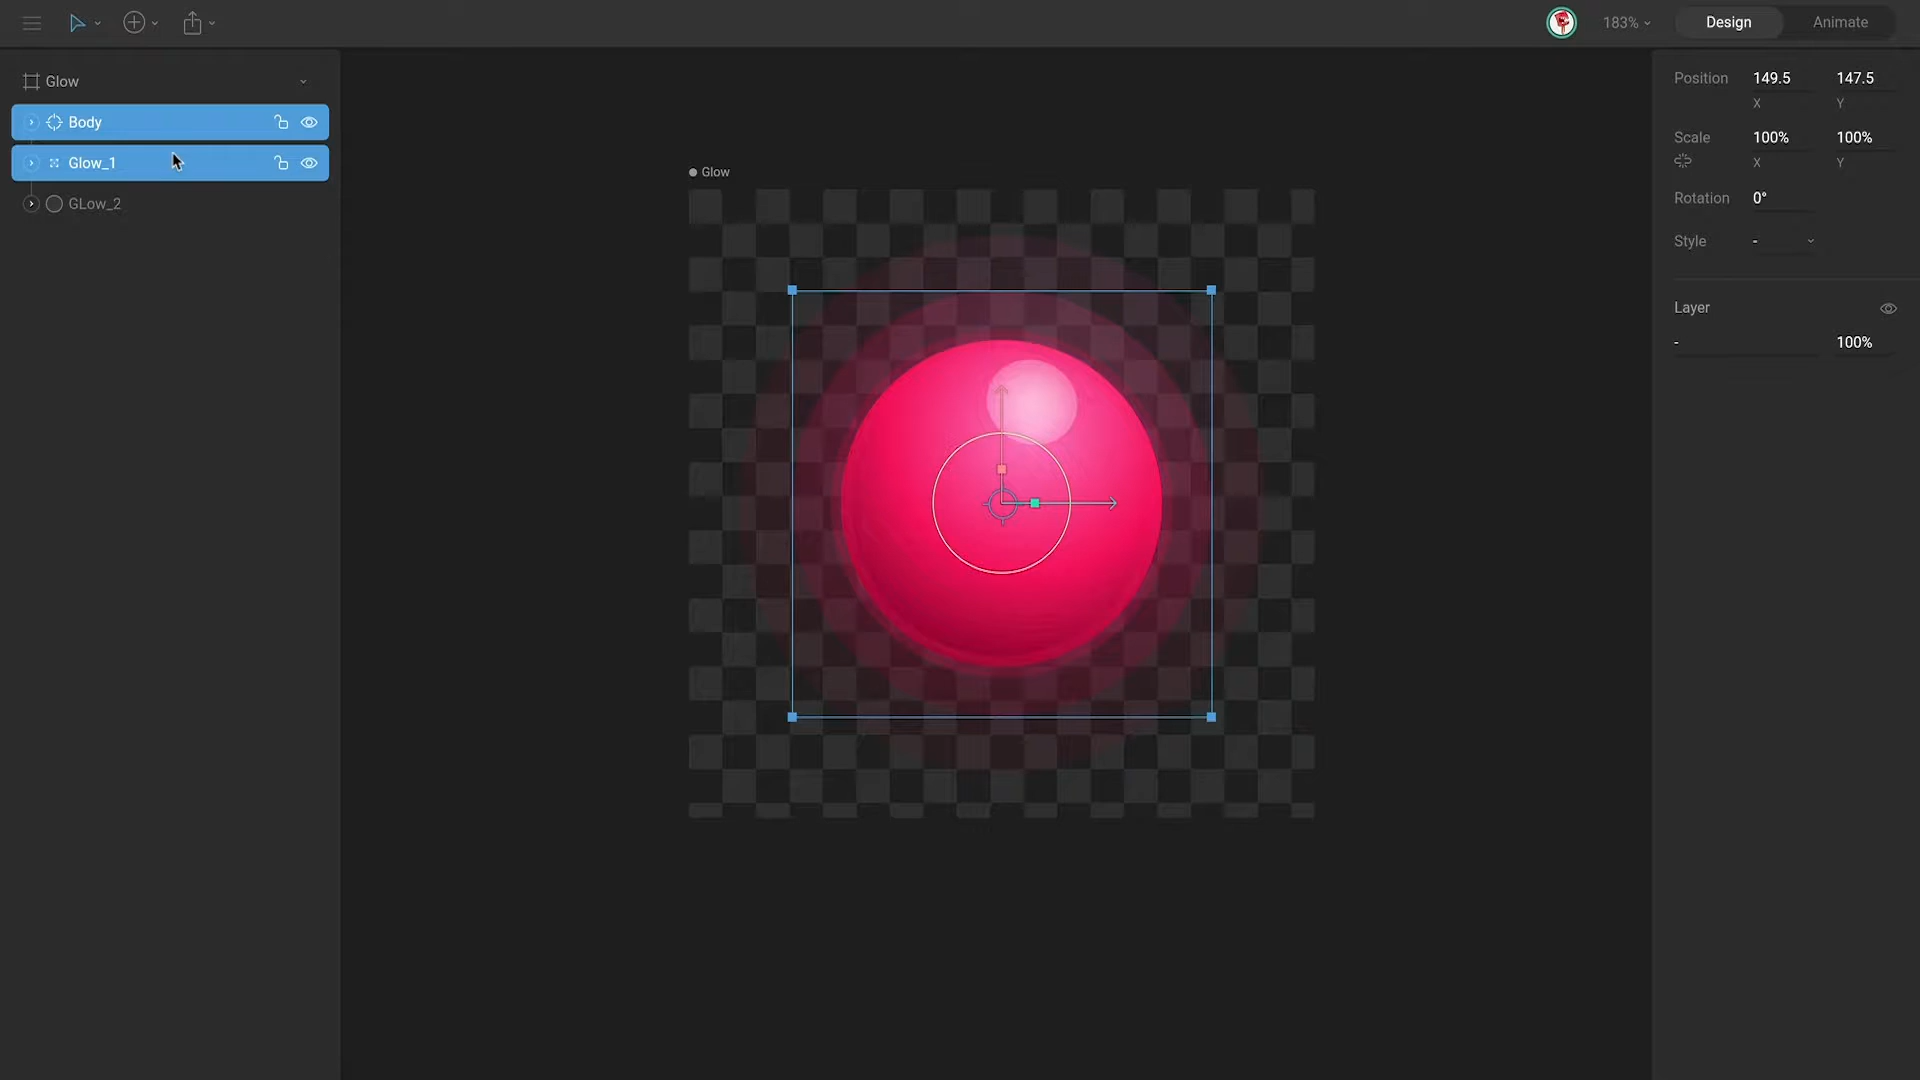 183%
Design
Animate
Glow
Body
Glow_1
GLow_2
Glow
Position 149.5 147.5
X Y
Scale 100% 100%
X Y
Rotation 0°
Style -
Layer
- 100%